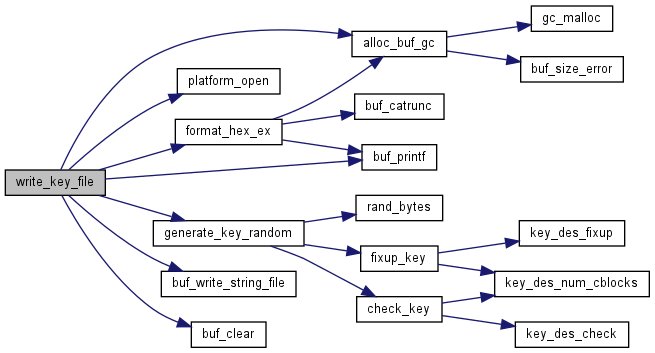 write_key_file
alloc_buf_gc
platform_open
format_hex_ex
generate_key_random
buf_write_string_file
buf_clear
gc_malloc
buf_size_error
buf_catrunc
buf_printf
rand_bytes
fixup_key
check_key
key_des_fixup
key_des_num_cblocks
key_des_check